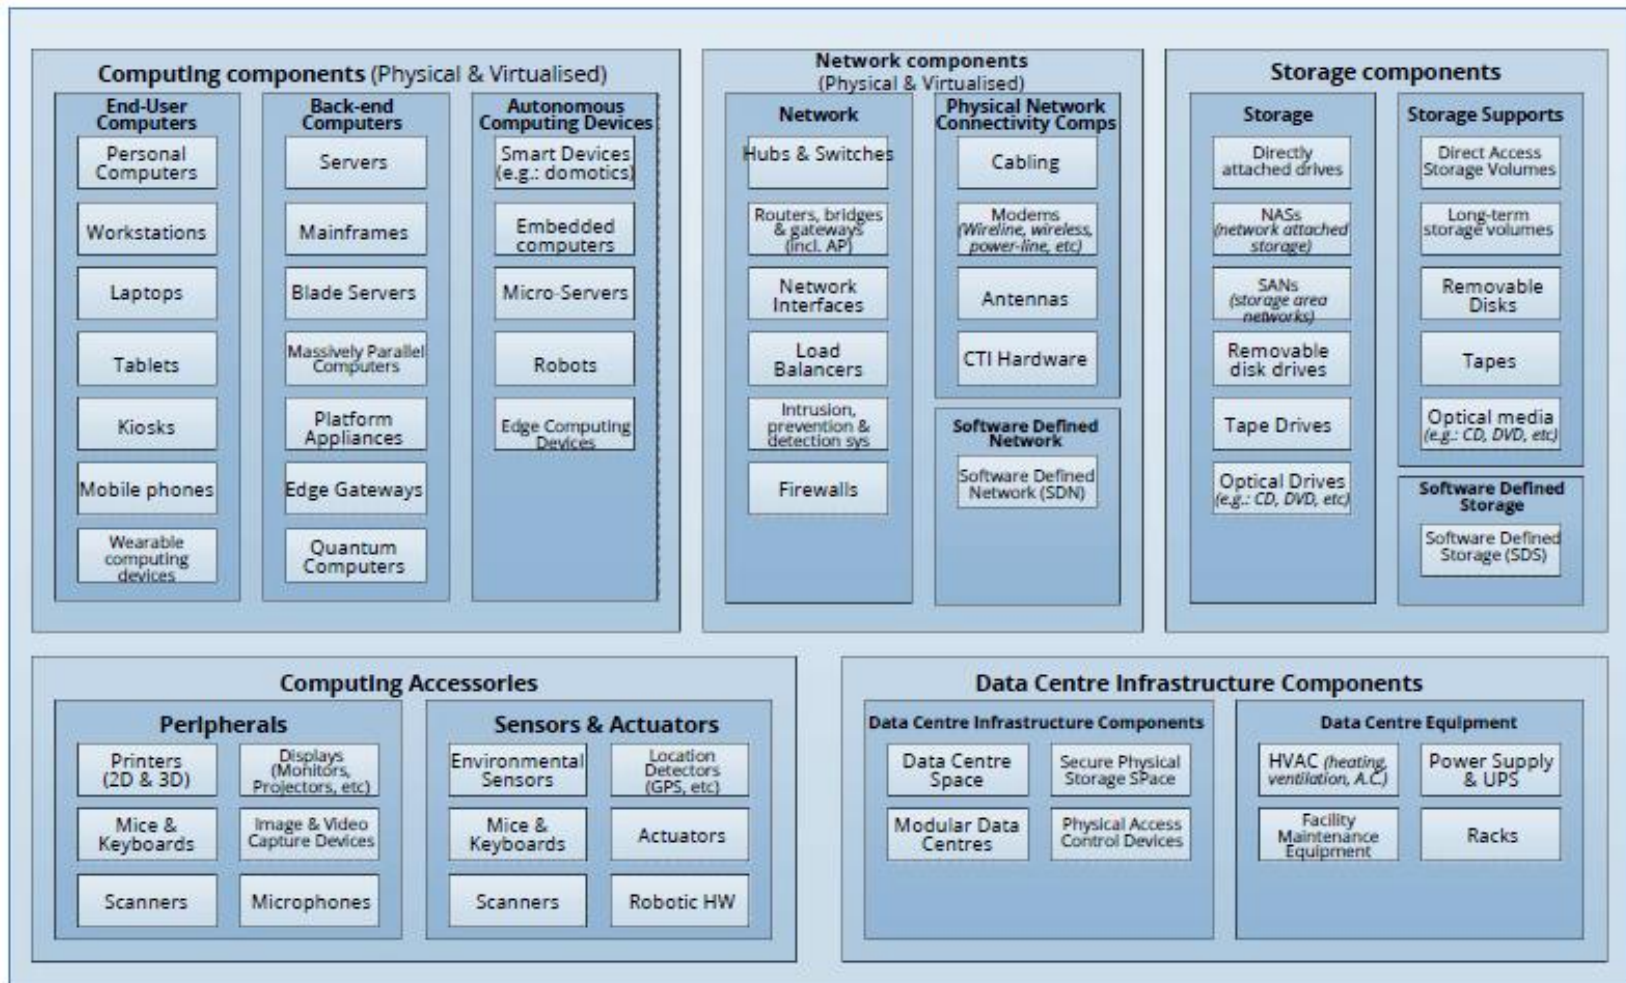 Computing components (Physical & Virtualised)
End-User
Computers
Personal
Computers
Workstations
Laptops
Tablets
Kiosks
Mobile phones
Wearable
computing
devices
Back-end
Computers
Servers
Mainframes
Blade Servers
Massively Parallel
Computers
Platform
Appliances
Edge Gateways
Quantum
Computers
Autonomous
Computing Devices
Smart Devices
(e.g.: domotics)
Embedded
computers
Micro-Servers
Robots
Edge Computing
Devices
Network components
(Physical & Virtualised)
Network
Hubs & Switches
Routers, bridges
& gateways
(incl. AP)
Network
Interfaces
Load
Balancers
Intrusion,
prevention &
detection sys
Firewalls
Physical Network
Connectivity Comps
Cabling
Modems
(Wireline, wireless,
power-line, etc)
Antennas
CTI Hardware
Software Defined
Network
Software Defined
Network (SDN)
Storage components
Storage
Directly
attached drives
NASs
(network attached
storage)
SANs
(storage area
networks)
Removable
disk drives
Tape Drives
Optical Drives
(e.g.: CD, DVD, etc)
Storage Supports
Direct Access
Storage Volumes
Long-term
storage volumes
Removable
Disks
Tapes
Optical media
(e.g.: CD, DVD, etc)
Software Defined
Storage
Software Defined
Storage (SDS)
Computing Accessories
Peripherals
Printers
(2D & 3D)
Displays
(Monitors,
Projectors, etc)
Mice &
Keyboards
Image & Video
Capture Devices
Scanners
Microphones
Sensors & Actuators
Environmental
Sensors
Location
Detectors
(GPS, etc)
Mice &
Keyboards
Actuators
Scanners
Robotic HW
Data Centre Infrastructure Components
Data Centre Infrastructure Components
Data Centre
Space
Secure Physical
Storage SPace
Modular Data
Centres
Physical Access
Control Devices
Data Centre Equipment
HVAC (heating,
ventilation, A.C.)
Power Supply
& UPS
Facility
Maintenance
Equipment
Racks